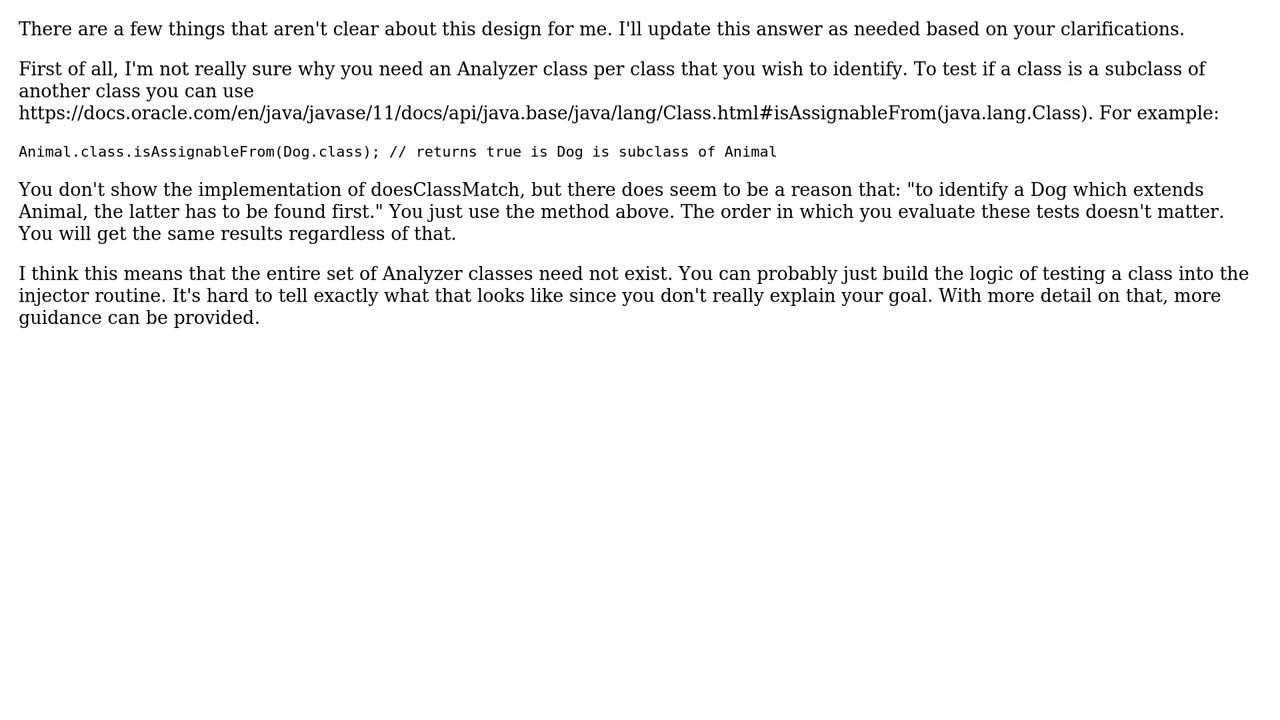 There are a few things that aren't clear about this design for me. I'll update this answer as needed based on your clarifications.
First of all, I'm not really sure why you need an Analyzer class per class that you wish to identify. To test if a class is a subclass of
another class you can use
https://docs.oracle.com/en/java/javase/11/docs/api/java.base/java/lang/Class.html#isAssignableFrom(java.lang.Class). For example:
Animal.class.isAssignableFrom(Dog.class); // returns true is Dog is subclass of Animal
You don't show the implementation of doesClassMatch, but there does seem to be a reason that: "to identify a Dog which extends
Animal, the latter has to be found first." You just use the method above. The order in which you evaluate these tests doesn't matter.
You will get the same results regardless of that.
I think this means that the entire set of Analyzer classes need not exist. You can probably just build the logic of testing a class into the
injector routine. It's hard to tell exactly what that looks like since you don't really explain your goal. With more detail on that, more
guidance can be provided.